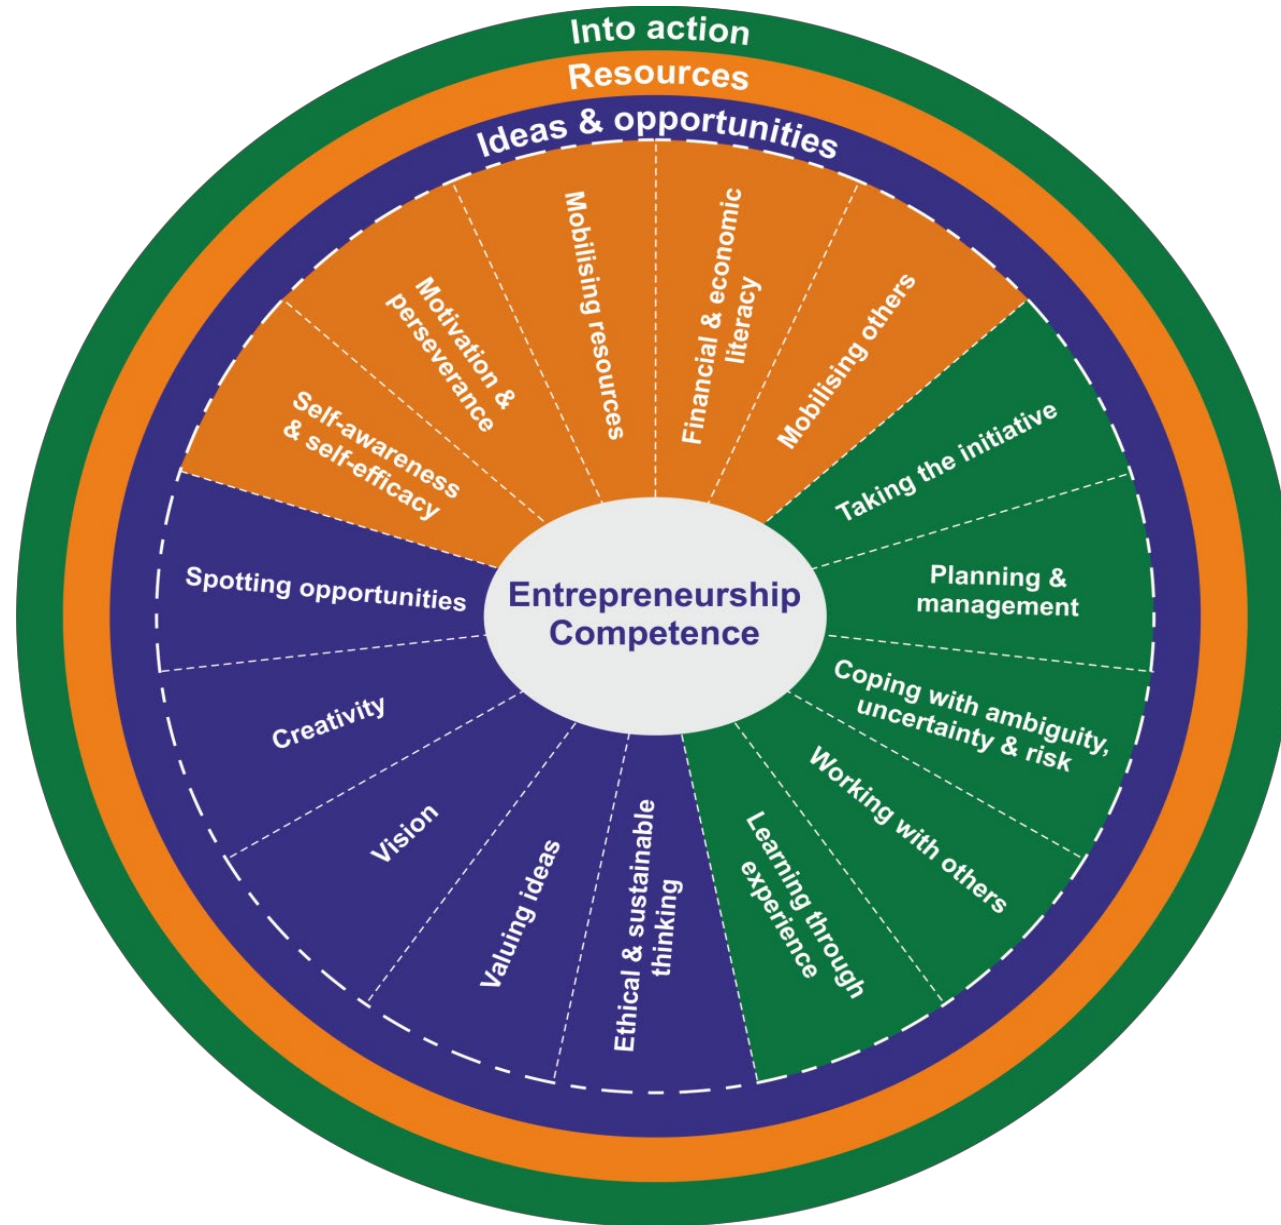 Into action
Resources
Ideas & opportunities
Mobilising resources
Financial & economic
literacy
Mobilising others
Motivation &
perseverance
Self-awareness
& self-efficacy
Taking the initiative
Planning &
management
Coping with ambiguity,
uncertainty & risk
Working with others
Learning through
experience
Ethical & sustainable
thinking
Valuing ideas
Vision
Creativity
Spotting opportunities
Entrepreneurship
Competence